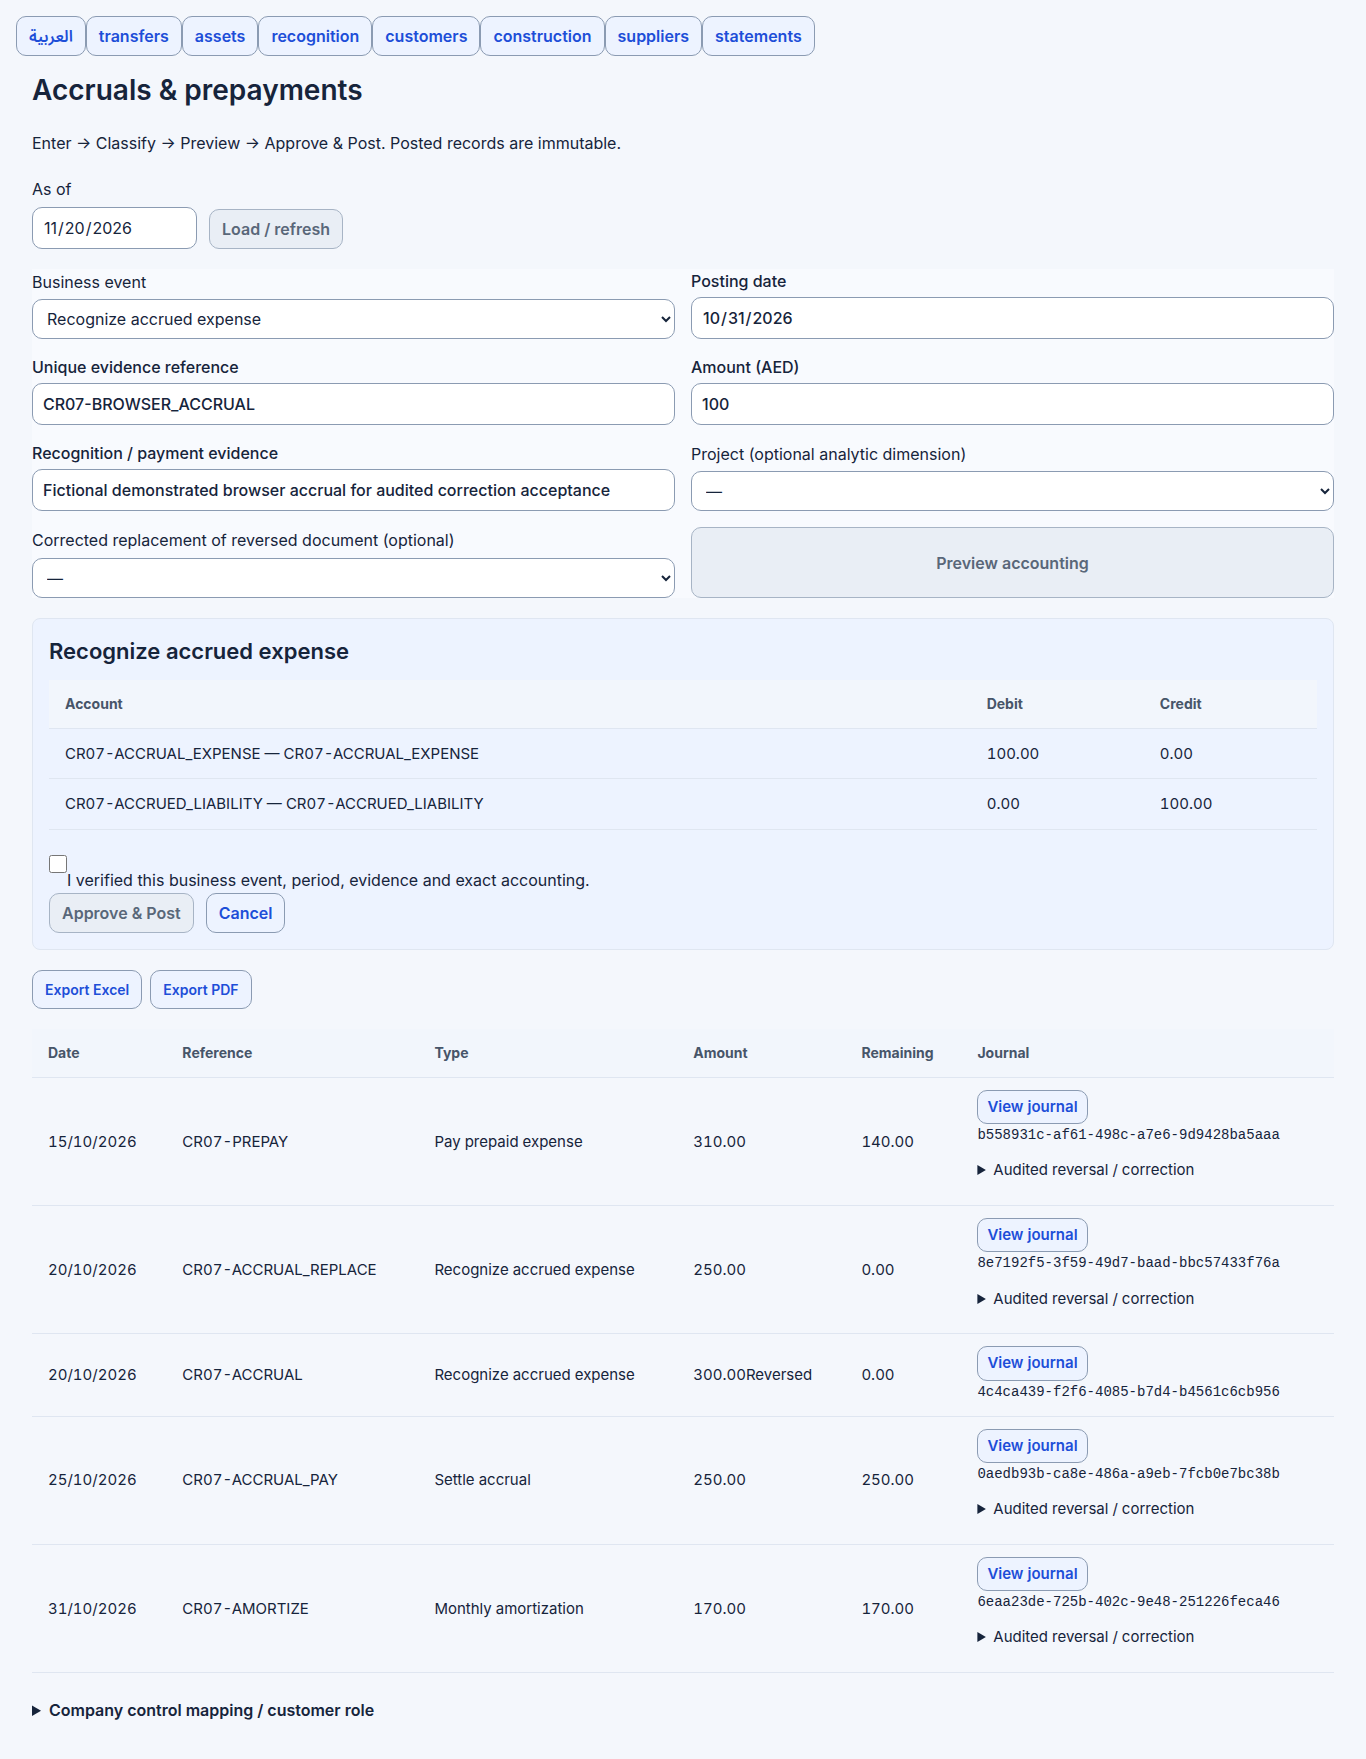 العربية transfers assets recognition customers construction suppliers statements
Accruals & prepayments
Enter → Classify → Preview → Approve & Post. Posted records are immutable.
As of
11/20/2026 Load / refresh
Business event Posting date
Recognize accrued expense 10/31/2026
Unique evidence reference Amount (AED)
CR07-BROWSER_ACCRUAL 100
Recognition / payment evidence Project (optional analytic dimension)
Fictional demonstrated browser accrual for audited correction acceptance —
Corrected replacement of reversed document (optional)
— Preview accounting
Recognize accrued expense
Account Debit Credit
CR07-ACCRUAL_EXPENSE — CR07-ACCRUAL_EXPENSE 100.00 0.00
CR07-ACCRUED_LIABILITY — CR07-ACCRUED_LIABILITY 0.00 100.00
I verified this business event, period, evidence and exact accounting.
Approve & Post Cancel
Export Excel Export PDF
Date Reference Type Amount Remaining Journal
View journal
15/10/2026 CR07-PREPAY Pay prepaid expense 310.00 140.00 b558931c-af61-498c-a7e6-9d9428ba5aaa
▶ Audited reversal / correction
View journal
20/10/2026 CR07-ACCRUAL_REPLACE Recognize accrued expense 250.00 0.00 8e7192f5-3f59-49d7-baad-bbc57433f76a
▶ Audited reversal / correction
View journal
20/10/2026 CR07-ACCRUAL Recognize accrued expense 300.00Reversed 0.00 4c4ca439-f2f6-4085-b7d4-b4561c6cb956
View journal
25/10/2026 CR07-ACCRUAL_PAY Settle accrual 250.00 250.00 0aedb93b-ca8e-486a-a9eb-7fcb0e7bc38b
▶ Audited reversal / correction
View journal
31/10/2026 CR07-AMORTIZE Monthly amortization 170.00 170.00 6eaa23de-725b-402c-9e48-251226feca46
▶ Audited reversal / correction
▶ Company control mapping / customer role